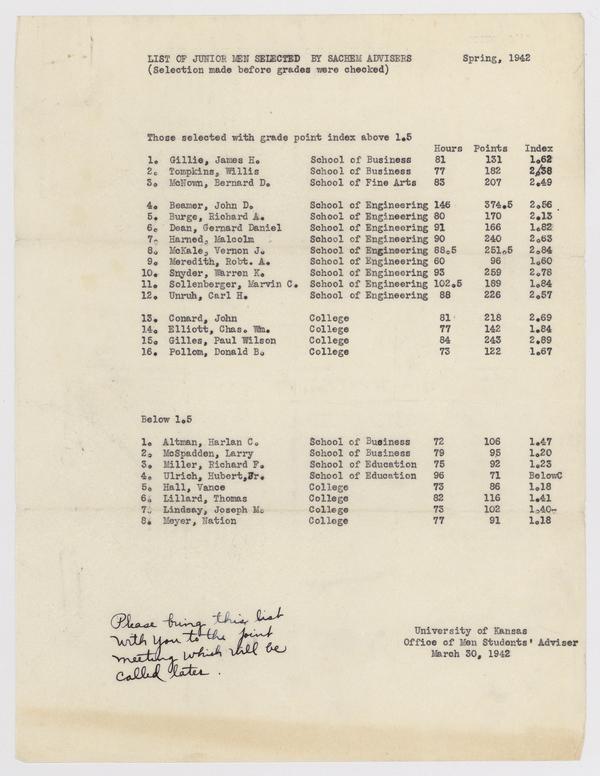 LIST OF JUNIOR MEN SELECTED BY SACHEM ADVISERS Spring, 1942
(Selection made before grades were checked)
Those selected with grade point index above 1.5
Hours Points Index
1. Gillie, James H. School of Business 81 131 1.62
2. Tompkins, Willis School of Business 77 182 2.38
3. McNown, Bernard D. School of Fine Arts 83 207 2.49
4. Beamer, John D. School of Engineering 146 374.5 2.56
5. Burge, Richard A. School of Engineering 80 170 2.13
6. Dean, Gernard Daniel School of Engineering 91 166 1.82
7. Harned, Malcolm School of Engineering 90 240 2.63
8. McKale, Vernon J. School of Engineering 88.5 251.5 2.84
9. Meredith, Robt. A. School of Engineering 60 96 1.60
10. Snyder, Warren K. School of Engineering 93 259 2.78
11. Sollenberger, Marvin C. School of Engineering 102.5 189 1.84
12. Unruh, Carl H. School of Engineering 88 226 2.57
13. Conard, John College 81 218 2.69
14. Elliott, Chas. Wm. College 77 142 1.84
15. Gilles, Paul Wilson College 84 243 2.89
16. Pollom, Donald B. College 73 122 1.67
Below 1.5
1. Altman, Harlan C. School of Business 72 106 1.47
2. McSpadden, Larry School of Business 79 95 1.20
3. Miller, Richard F. School of Education 75 92 1.23
4. Ulrich, Hubert,Jr. School of Education 96 71 BelowC
5. Hall, Vance College 73 86 1.18
6. Lillard, Thomas College 82 116 1.41
7. Lindsay, Joseph M. College 73 102 1.40-
8. Meyer, Nation College 77 91 1.18
Please bring this list
with you to the joint
meeting which will be
called later.
University of Kansas
Office of Men Students' Adviser
March 30, 1942